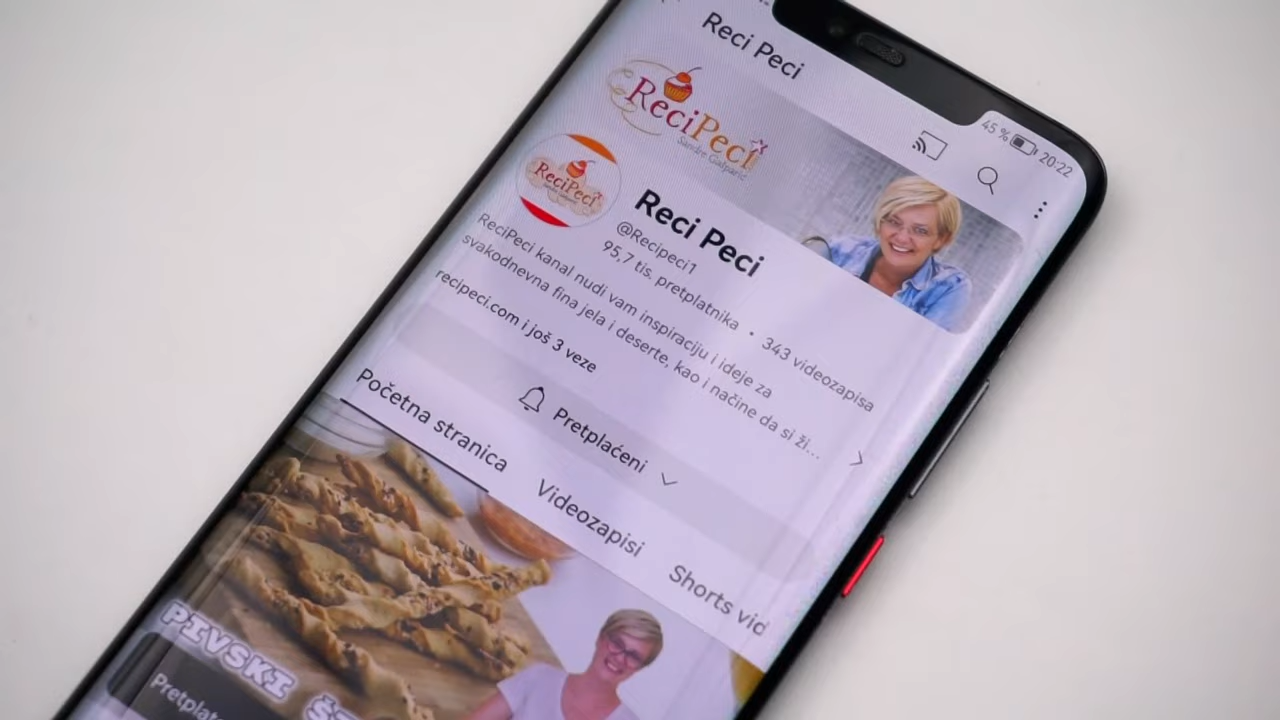 Reci Peci
45 %
20:22
ReciPeci
Sandre Gašparić
ReciPeci
Reci Peci
@Recipeci1
95,7 tis. pretplatnika • 343 videozapisa
ReciPeci kanal nudi vam inspiraciju I ideje za
svakodnevna fina jela i deserte, kao i načine da si ži...
recipeci.com i još 3 veze
Pretplaćeni
Početna stranica
Videozapisi
Shorts vid
PIVSKI